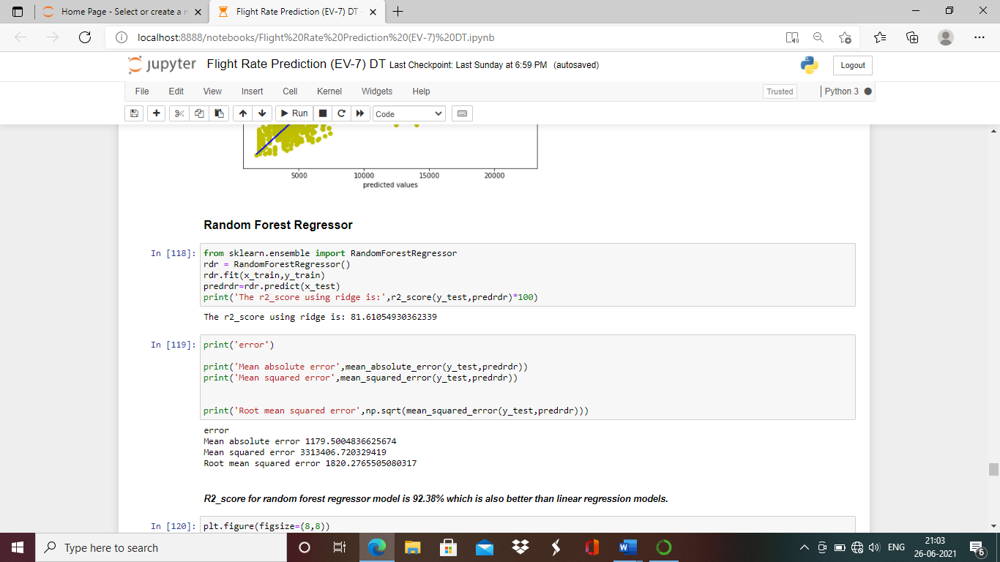 Home Page - Select or create a n
Flight Rate Prediction (EV-7) DT -
localhost:8888/notebooks/Flight%20Rate%20Prediction%20(EV-7)%20DT.ipynb
jupyter Flight Rate Prediction (EV-7) DT Last Checkpoint: Last Sunday at 6:59 PM (autosaved)
Logout
File Edit View Insert Cell Kernel Widgets Help
Trusted
Python 3
Run
Code
5000 10000 15000 20000
predicted values
Random Forest Regressor
In [118]: from sklearn.ensemble import RandomForestRegressor
rdr = RandomForestRegressor()
rdr.fit(x_train,y_train)
predrdr=rdr.predict(x_test)
print('The r2_score using ridge is:',r2_score(y_test,predrdr)*100)
The r2_score using ridge is: 81.61054930362339
In [119]: print('error')
print('Mean absolute error',mean_absolute_error(y_test,predrdr))
print('Mean squared error',mean_squared_error(y_test,predrdr))
print('Root mean squared error',np.sqrt(mean_squared_error(y_test,predrdr)))
error
Mean absolute error 1179.5004836625674
Mean squared error 3313406.720329419
Root mean squared error 1820.2765505080317
R2_score for random forest regressor model is 92.38% which is also better than linear regression models.
In [120]: plt.figure(figsize=(8,8))
Type here to search
ENG
21:03
26-06-2021
6